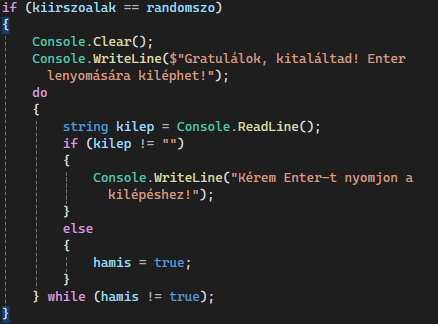 if (kiirszoalak == randomszo)
{
Console.Clear();
Console.WriteLine($"Gratulálok, kitaláltad! Enter
lenyomására kiléphet!");
do
{
string kilep = Console.ReadLine();
if (kilep != "")
{
Console.WriteLine("Kérem Enter-t nyomjon a
kilépéshez!");
}
else
{
hamis = true;
}
} while (hamis != true);
}